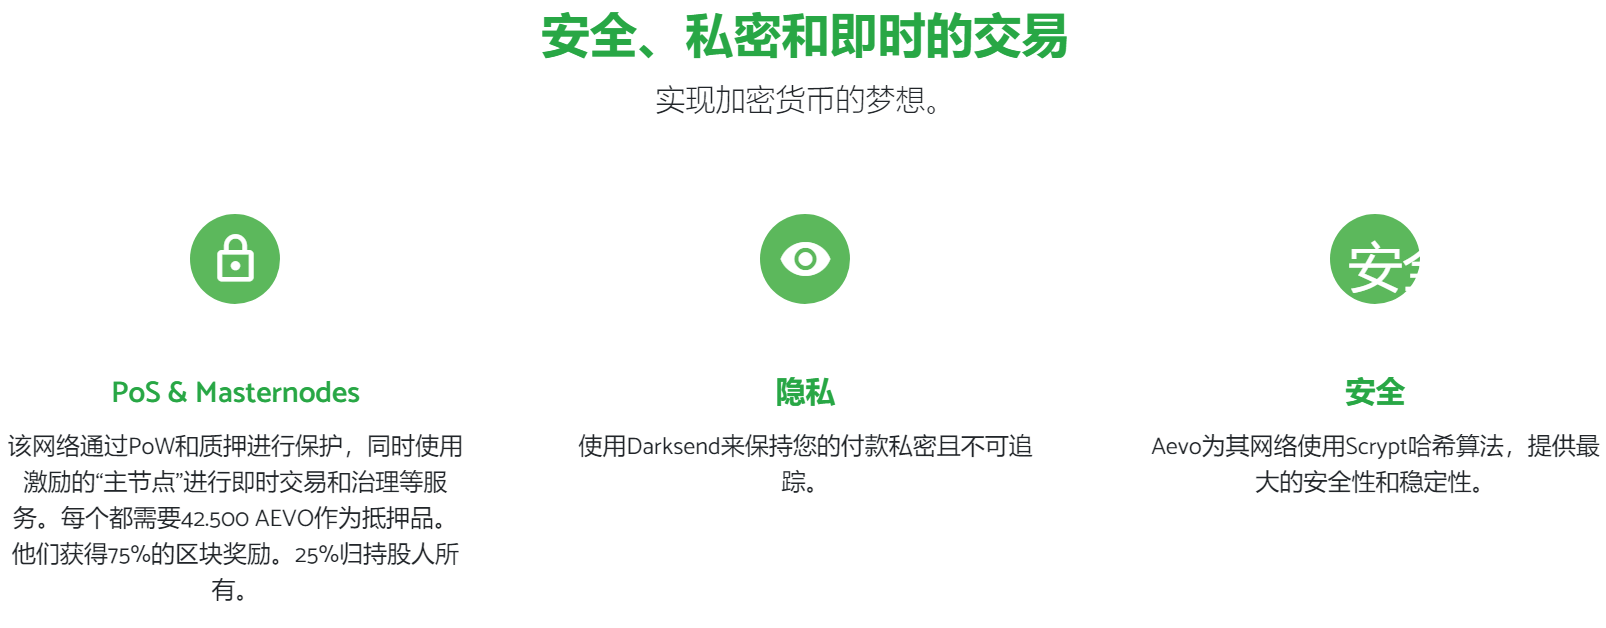 安全、私密和即时的交易
实现加密货币的梦想。
安全
PoS & Masternodes
该网络通过PoW和质押进行保护，同时使用
激励的“主节点”进行即时交易和治理等服
务。每个都需要42.500 AEVO作为抵押品。
他们获得75%的区块奖励。25%归持股人所
有。
隐私
使用Darksend来保持您的付款私密且不可追
踪。
安全
Aevo为其网络使用Scrypt哈希算法，提供最
大的安全性和稳定性。